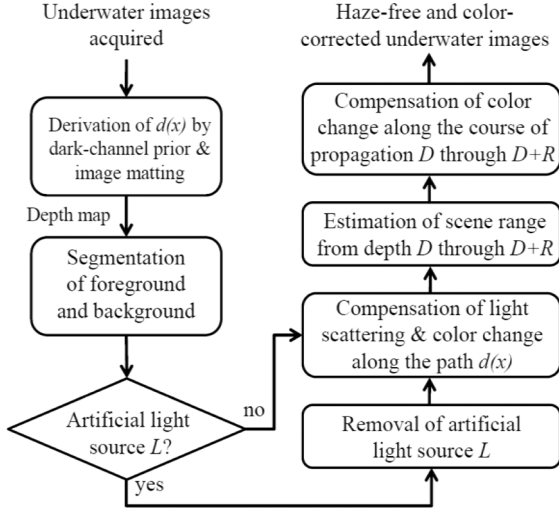 Underwater images
acquired
Derivation of d(x) by
dark-channel prior &
image matting
Depth map
Segmentation
of foreground
and background
Artificial light
source L?
no
yes
Removal of artificial
light source L
Compensation of light
scattering & color change
along the path d(x)
Estimation of scene range
from depth D through D+R
Compensation of color
change along the course of
propagation D through D+R
Haze-free and color-
corrected underwater images